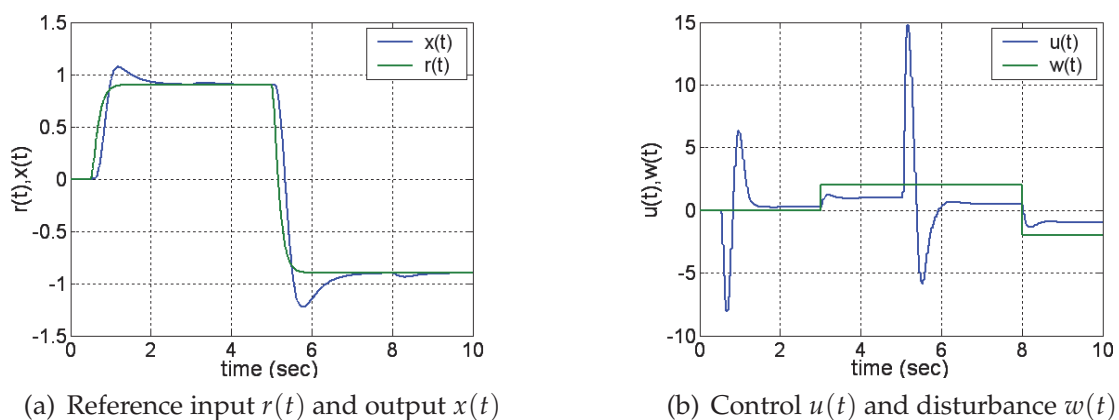 1.5
1
0.5
0
-0.5
-1
-1.5
r(t),x(t)
x(t)
r(t)
0
2
4
6
8
10
time (sec)
(a) Reference input r(t) and output x(t)
15
10
5
0
-5
-10
u(t),w(t)
u(t)
w(t)
0
2
4
6
8
10
time (sec)
(b) Control u(t) and disturbance w(t)